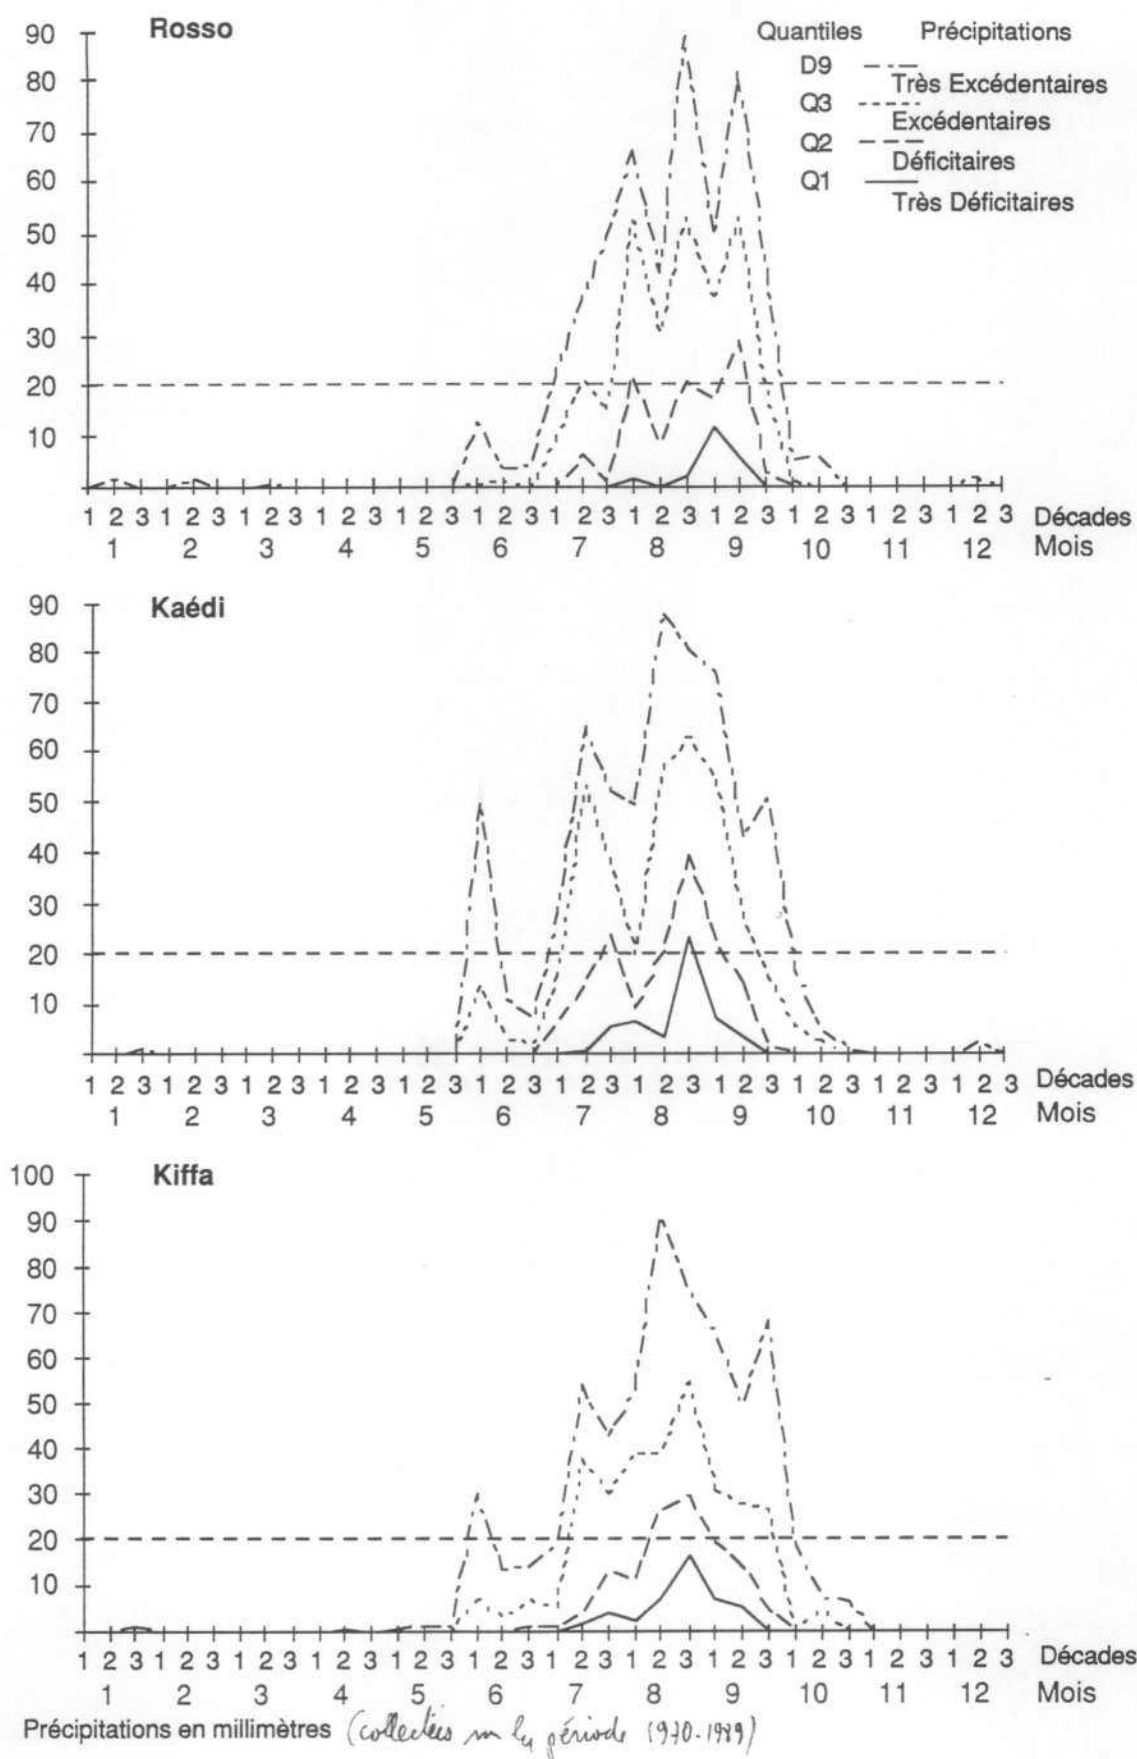 Rosso
Quantiles Précipitations
D9
Très Excédentaires
Q3
Excédentaires
Q2
Déficitaires
Q1
Très Déficitaires
90
80
70
60
50
40
30
20
10
1 2 3 1 2 3 1 2 3 1 2 3 1 2 3 1 2 3 1 2 3 1 2 3 1 2 3 1 2 3 1 2 3 1 2 3 Décades
1 2 3 4 5 6 7 8 9 10 11 12 Mois
Kaédi
90
80
70
60
50
40
30
20
10
1 2 3 1 2 3 1 2 3 1 2 3 1 2 3 1 2 3 1 2 3 1 2 3 1 2 3 1 2 3 1 2 3 1 2 3 Décades
1 2 3 4 5 6 7 8 9 10 11 12 Mois
Kiffa
100
90
80
70
60
50
40
30
20
10
1 2 3 1 2 3 1 2 3 1 2 3 1 2 3 1 2 3 1 2 3 1 2 3 1 2 3 1 2 3 1 2 3 1 2 3 Décades
1 2 3 4 5 6 7 8 9 10 11 12 Mois
Précipitations en millimètres (collectées sur la période (1970-1989)